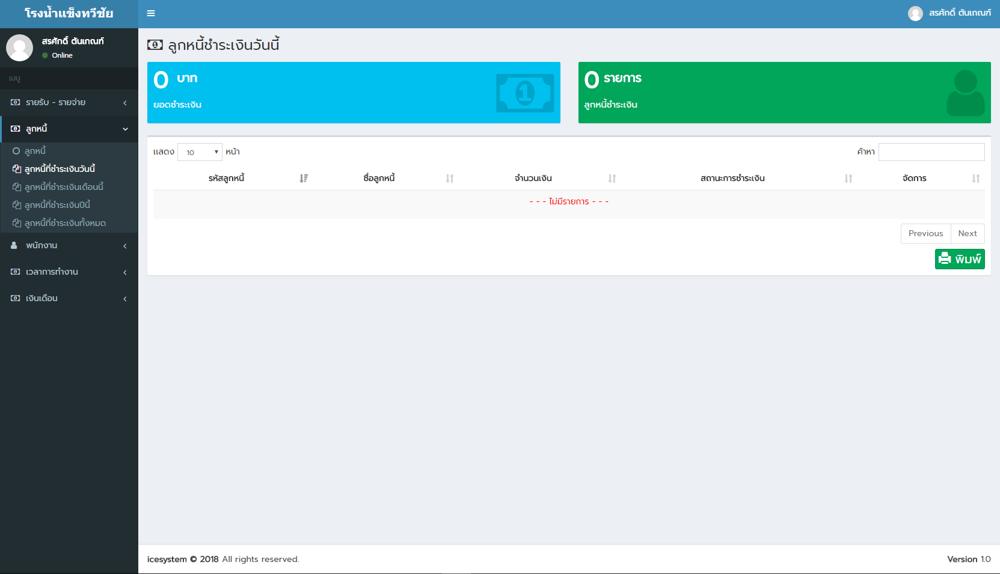 โรงน้ำแข็งทวีชัย
สรศักดิ์ ต้นเกณฑ์
สรศักดิ์ ต้นเกณฑ์
Online
เมนู
รายรับ - รายจ่าย
ลูกหนี้
ลูกหนี้
ลูกหนี้ที่ชำระเงินวันนี้
ลูกหนี้ที่ชำระเงินเดือนนี้
ลูกหนี้ที่ชำระเงินปีนี้
ลูกหนี้ที่ชำระเงินทั้งหมด
พนักงาน
เวลาการทำงาน
เงินเดือน
ลูกหนี้ชำระเงินวันนี้
0 บาท
ยอดชำระเงิน
0 รายการ
ลูกหนี้ชำระเงิน
แสดง 10 หน้า
ค้าหา
รหัสลูกหนี้ ชื่อลูกหนี้ จำนวนเงิน สถานะการชำระเงิน จัดการ
- - - ไม่มีรายการ - - -
Previous Next
พิมพ์
icesystem © 2018 All rights reserved.
Version 1.0